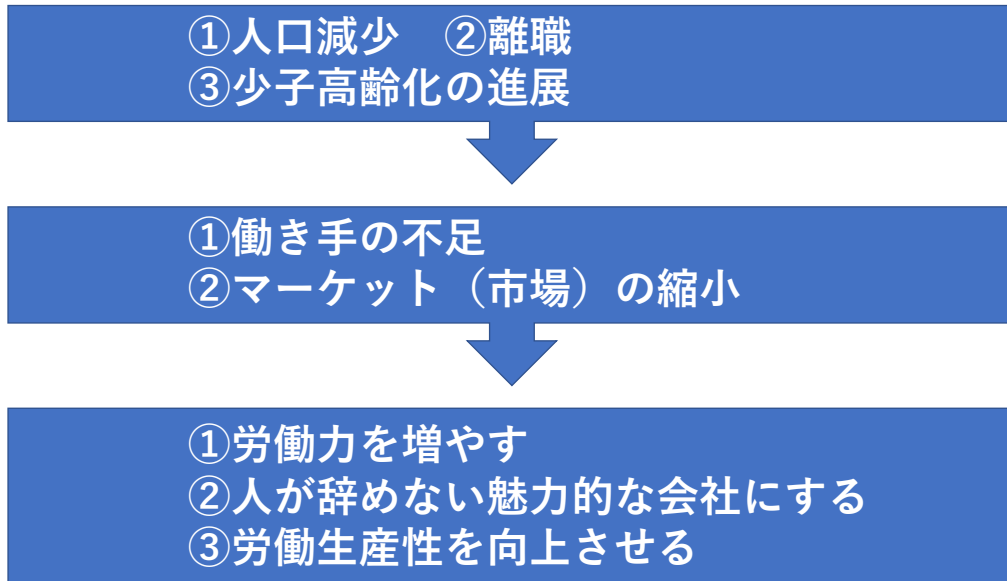 ①人口減少　②離職
③少子高齢化の進展
①働き手の不足
②マーケット（市場）の縮小
①労働力を増やす
②人が辞めない魅力的な会社にする
③労働生産性を向上させる